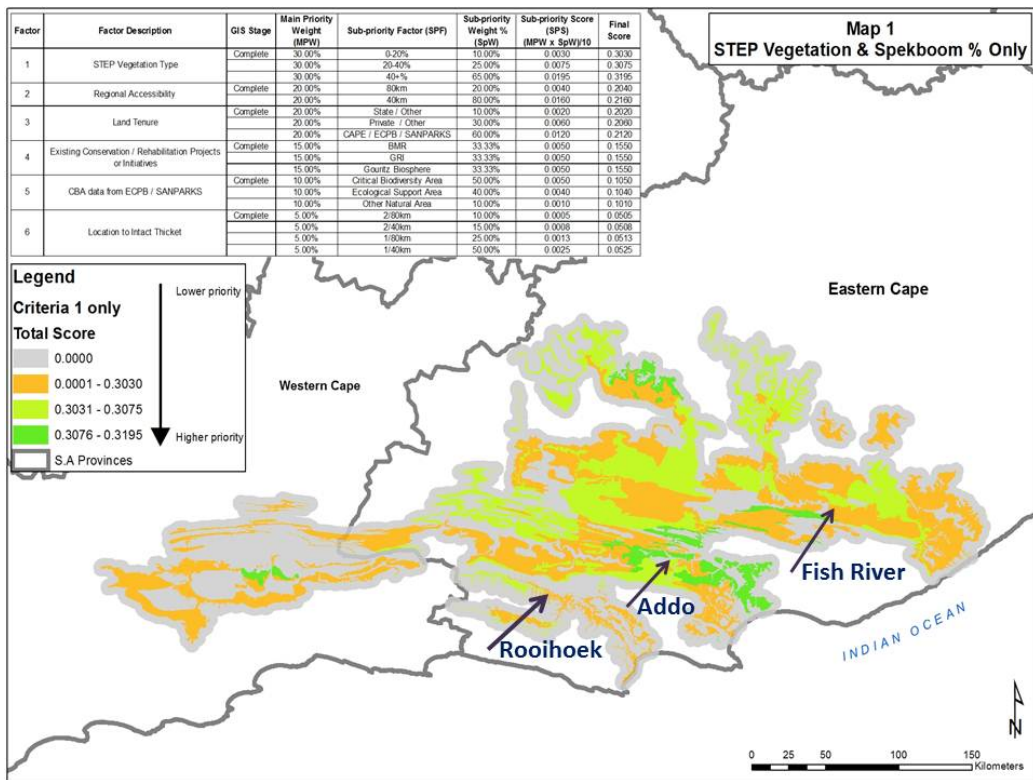 Factor Factor Description GIS Stage Main Priority Weight (MPW) Sub-priority Factor (SPF) Sub-priority Weight % (SpW) Sub-priority Score (SPS) (MPW x SpW)/10 Final Score
1 STEP Vegetation Type Complete 30.00% 0-20% 10.00% 0.0030 0.3030
30.00% 20-40% 25.00% 0.0075 0.3075
30.00% 40+% 65.00% 0.0195 0.3195
2 Regional Accessibility Complete 20.00% 80km 20.00% 0.0040 0.2040
20.00% 40km 80.00% 0.0160 0.2160
3 Land Tenure Complete 20.00% State / Other 10.00% 0.0020 0.2020
20.00% Private / Other 30.00% 0.0060 0.2060
20.00% CAPE / ECPB / SANPARKS 60.00% 0.0120 0.2120
4 Existing Conservation / Rehabilitation Projects or Initiatives Complete 15.00% BMR 33.33% 0.0050 0.1550
15.00% GRI 33.33% 0.0050 0.1550
15.00% Gouritz Biosphere 33.33% 0.0050 0.1550
5 CBA data from ECPB / SANPARKS Complete 10.00% Critical Biodiversity Area 50.00% 0.0050 0.1050
10.00% Ecological Support Area 40.00% 0.0040 0.1040
10.00% Other Natural Area 10.00% 0.0010 0.1010
6 Location to Intact Thicket Complete 5.00% 2/80km 10.00% 0.0005 0.0505
5.00% 2/40km 15.00% 0.0008 0.0508
5.00% 1/80km 25.00% 0.0013 0.0513
5.00% 1/40km 50.00% 0.0025 0.0525
Map 1
STEP Vegetation & Spekboom % Only
Legend
Criteria 1 only
Total Score
0.0000
0.0001 - 0.3030
0.3031 - 0.3075
0.3076 - 0.3195
S.A Provinces
Lower priority
Higher priority
Eastern Cape
Western Cape
Fish River
Addo
Rooihoek
INDIAN OCEAN
N
0 25 50 100 150
Kilometers